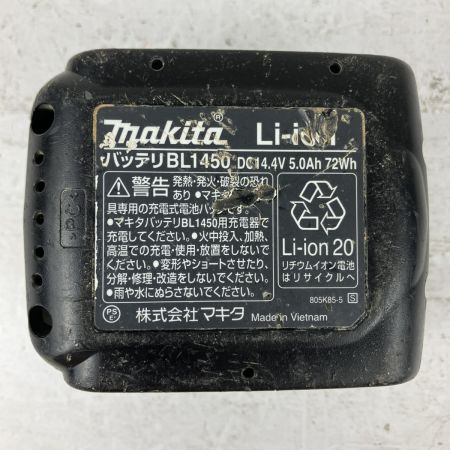 makita® Li-ion
バッテリBL1450 DC14.4V 5.0Ah 72Wh
警告 発熱・発火・破裂の恐れ
あり ●マキタ
具専用の充電式電池パックです。
●マキタバッテリBL1450用充電器で
充電してください。●火中投入、加熱、
高温での充電・使用・放置をしないで
ください。●変形やショートさせたり、
分解・修理・改造をしないでください。
●雨や水にぬらさないでください。
Li-ion 20
リチウムイオン電池
はリサイクルへ
805K85-5 S
PS
E
株式会社マキタ Made in Vietnam